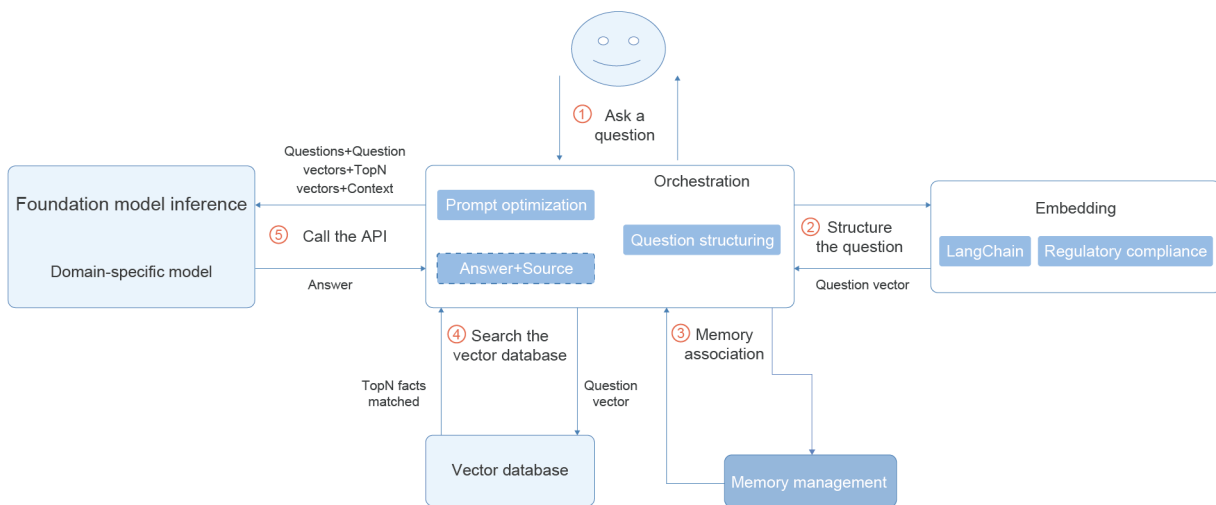 ① Ask a
question
Questions+Question
vectors+TopN
vectors+Context
Foundation model inference
⑤ Call the API
Domain-specific model
Answer
Orchestration
Prompt optimization
Question structuring
Answer+Source
② Structure
the question
Question vector
Embedding
LangChain
Regulatory compliance
④ Search the
vector database
③ Memory
association
TopN facts
matched
Question
vector
Vector database
Memory management